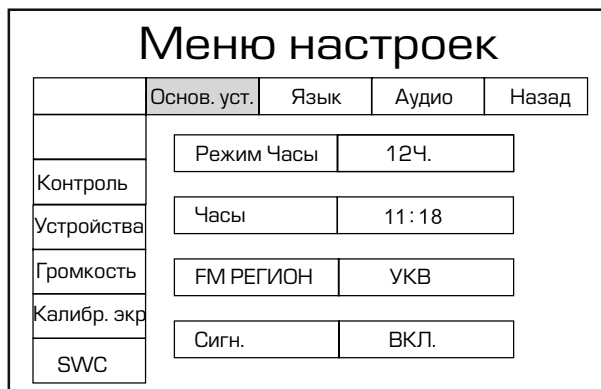 Меню настроек
Основ. уст. Язык Аудио Назад
Режим Часы 12Ч.
Контроль
Часы 11:18
Устройства
Громкость
FM РЕГИОН УКВ
Калибр. экр
Сигн. ВКЛ.
SWC